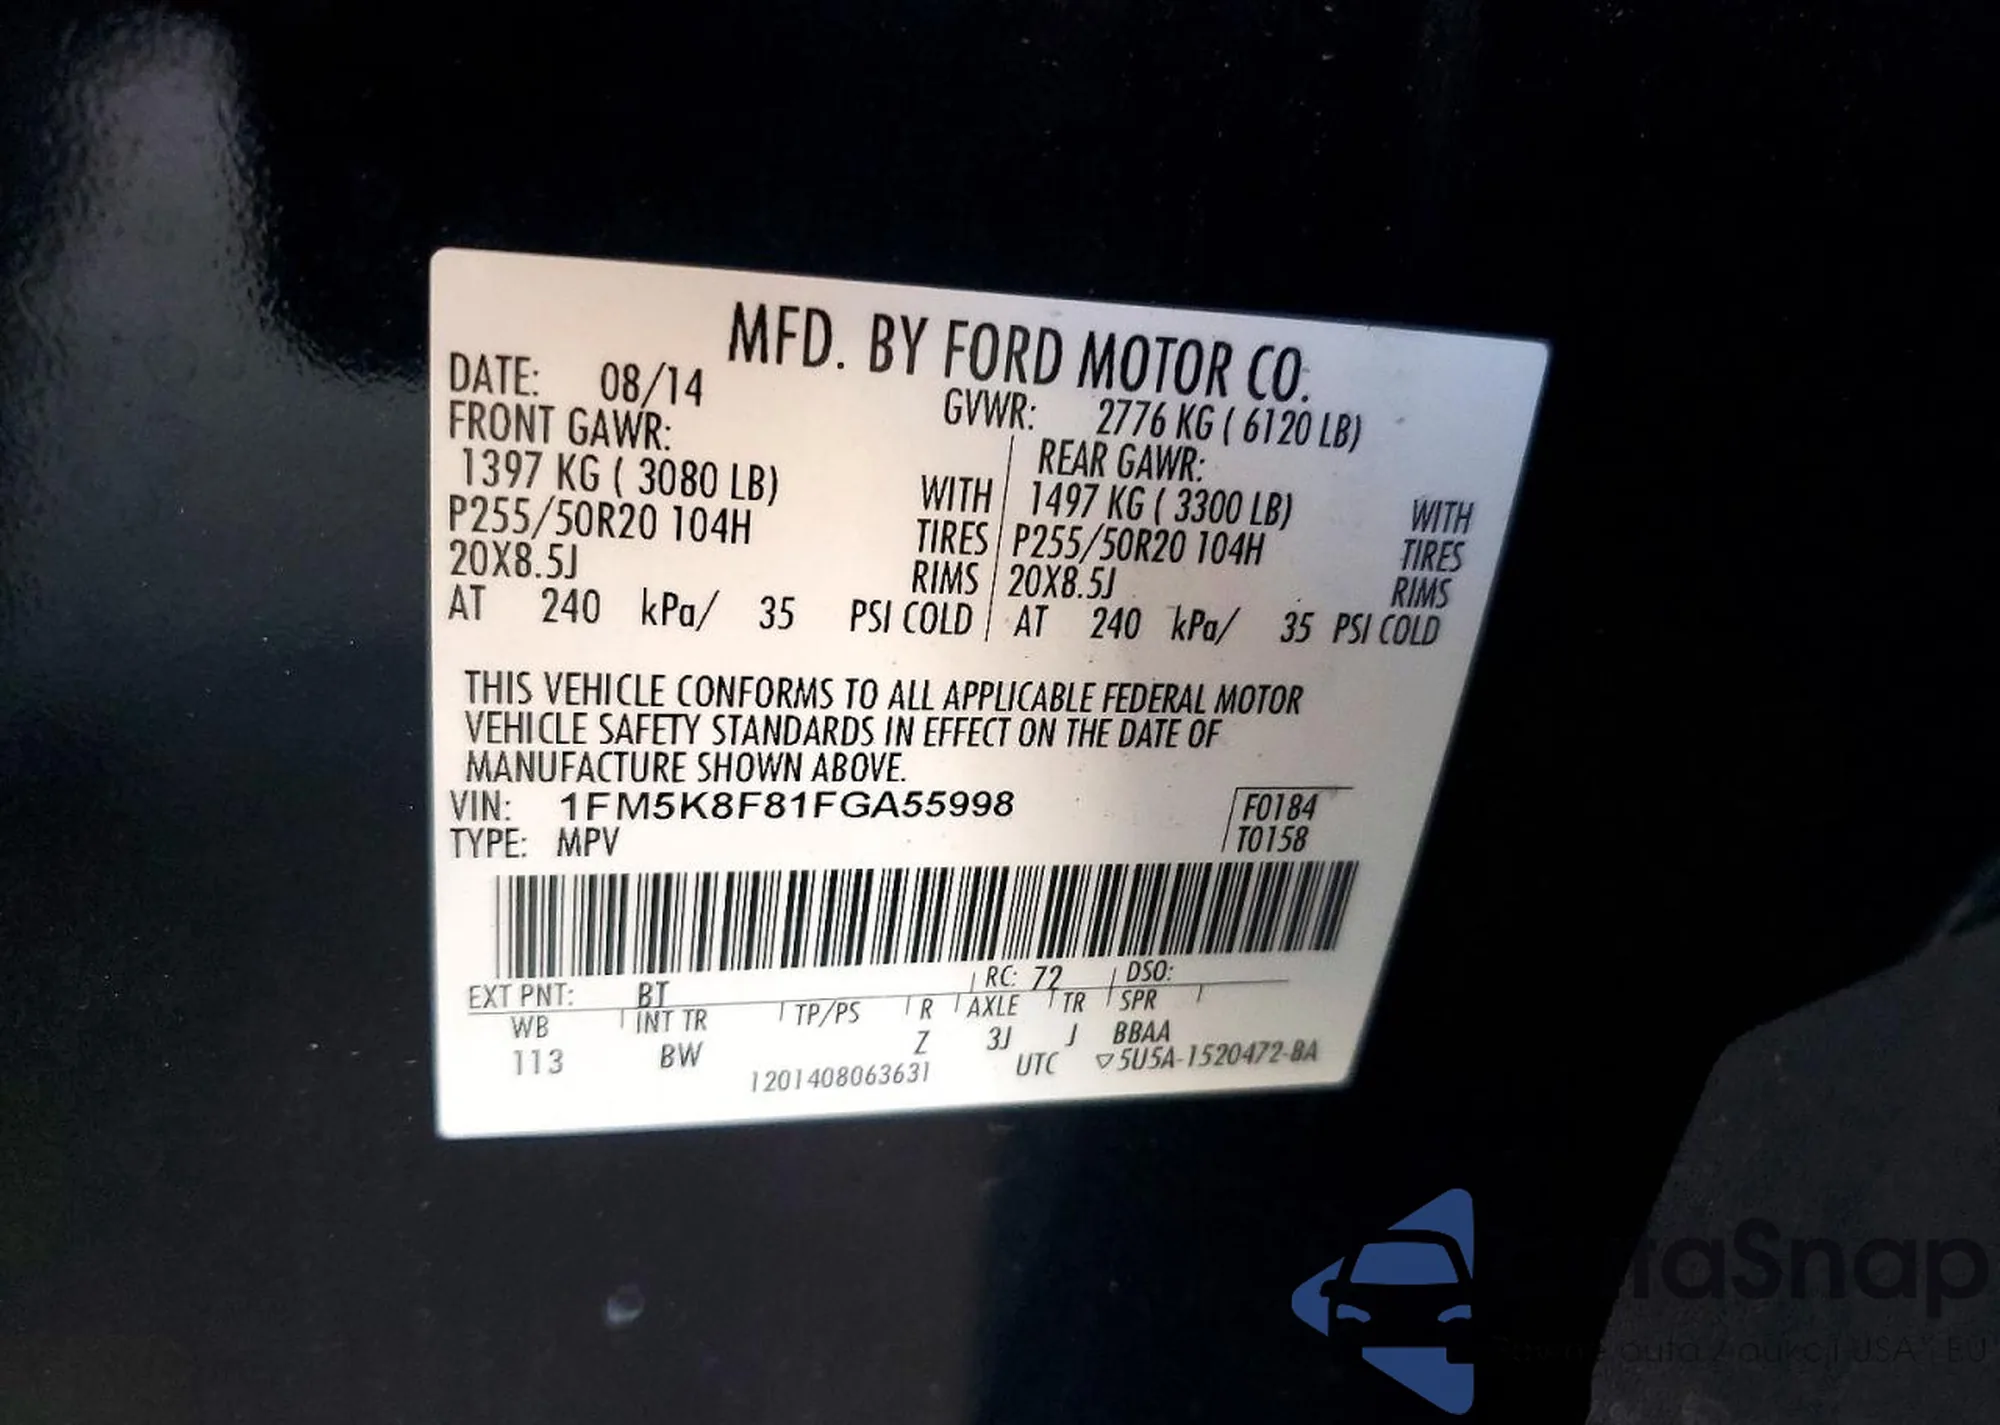 MFD. BY FORD MOTOR CO.
DATE: 08/14 GVWR: 2776 KG ( 6120 LB)
FRONT GAWR: REAR GAWR:
1397 KG ( 3080 LB) WITH 1497 KG ( 3300 LB) WITH
P255/50R20 104H TIRES P255/50R20 104H TIRES
20X8.5J RIMS 20X8.5J RIMS
AT 240 kPa/ 35 PSI COLD AT 240 kPa/ 35 PSI COLD
THIS VEHICLE CONFORMS TO ALL APPLICABLE FEDERAL MOTOR
VEHICLE SAFETY STANDARDS IN EFFECT ON THE DATE OF
MANUFACTURE SHOWN ABOVE.
VIN: 1FM5K8F81FGA55998 F0184
TYPE: MPV T0158
EXT PNT: BT RC: 72 DSO:
WB INT TR TP/PS R AXLE TR SPR
113 BW Z 3J J BBAA
1201408063631 UTC ▽5U5A-1520472-BA
taSnap
auto z aukcji USA EU